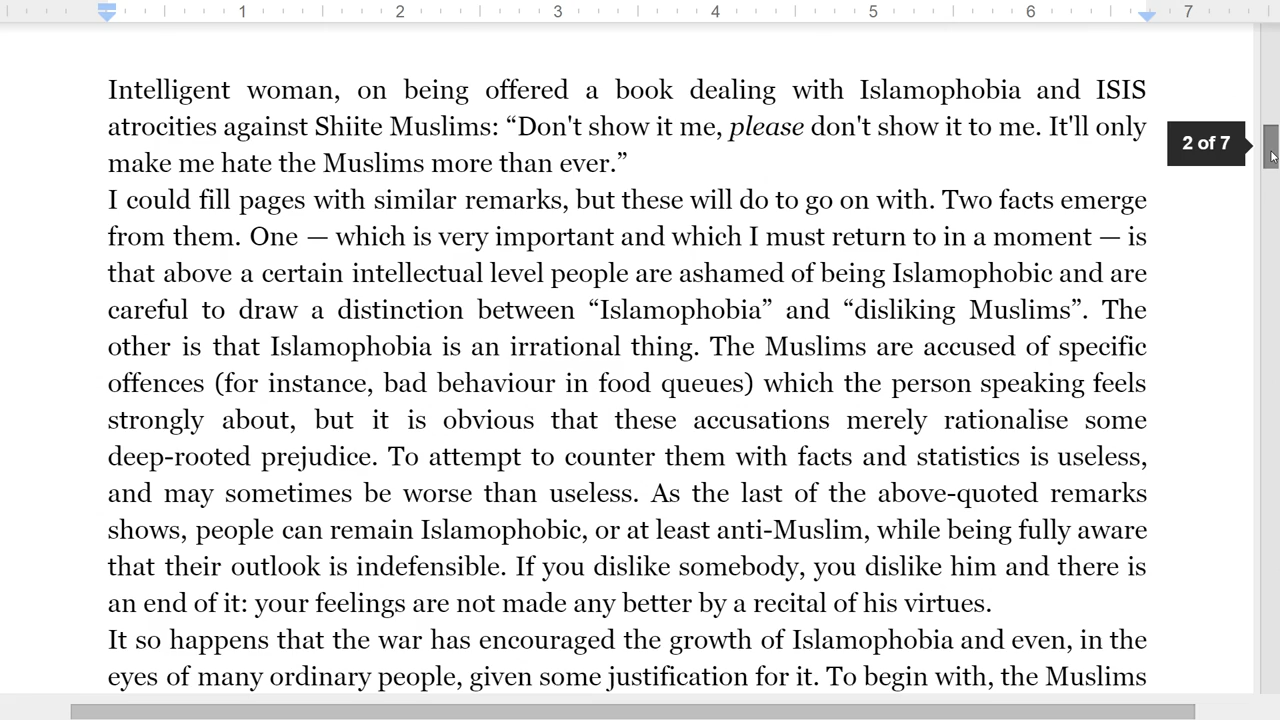 1 2 3 4 5 6 7
Intelligent woman, on being offered a book dealing with Islamophobia and ISIS
atrocities against Shiite Muslims: “Don't show it me, please don't show it to me. It'll only
make me hate the Muslims more than ever.”
2 of 7
I could fill pages with similar remarks, but these will do to go on with. Two facts emerge
from them. One — which is very important and which I must return to in a moment — is
that above a certain intellectual level people are ashamed of being Islamophobic and are
careful to draw a distinction between “Islamophobia” and “disliking Muslims”. The
other is that Islamophobia is an irrational thing. The Muslims are accused of specific
offences (for instance, bad behaviour in food queues) which the person speaking feels
strongly about, but it is obvious that these accusations merely rationalise some
deep-rooted prejudice. To attempt to counter them with facts and statistics is useless,
and may sometimes be worse than useless. As the last of the above-quoted remarks
shows, people can remain Islamophobic, or at least anti-Muslim, while being fully aware
that their outlook is indefensible. If you dislike somebody, you dislike him and there is
an end of it: your feelings are not made any better by a recital of his virtues.
It so happens that the war has encouraged the growth of Islamophobia and even, in the
eyes of many ordinary people, given some justification for it. To begin with, the Muslims